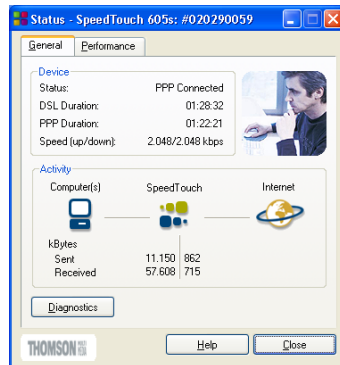 Status - SpeedTouch 605s: #020290059
General Performance
Device
Status: PPP Connected
DSL Duration: 01:28:32
PPP Duration: 01:22:21
Speed (up/down): 2.048/2.048 kbps
Activity
Computer(s) SpeedTouch Internet
kBytes
Sent 11.150 862
Received 57.608 715
Diagnostics
THOMSON
Help Close